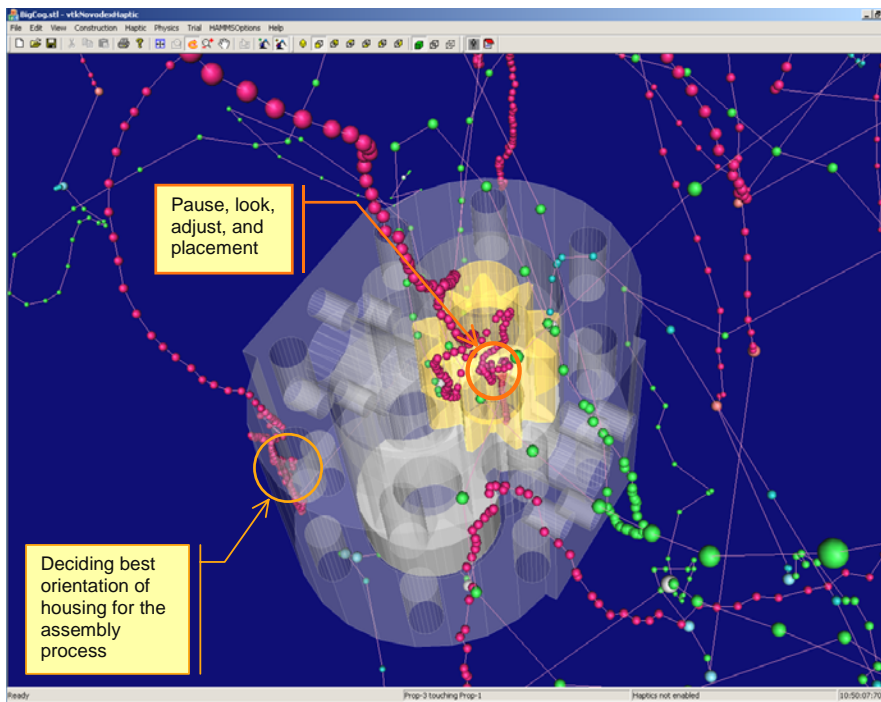 BigCog.stl - vtkNovodexHaptic
File Edit View Construction Haptic Physics Trial HAMMSOptions Help
Pause, look,
adjust, and
placement
Deciding best
orientation of
housing for the
assembly
process
Ready Prop-3 touching Prop-1 Haptics not enabled 10:50:07:70